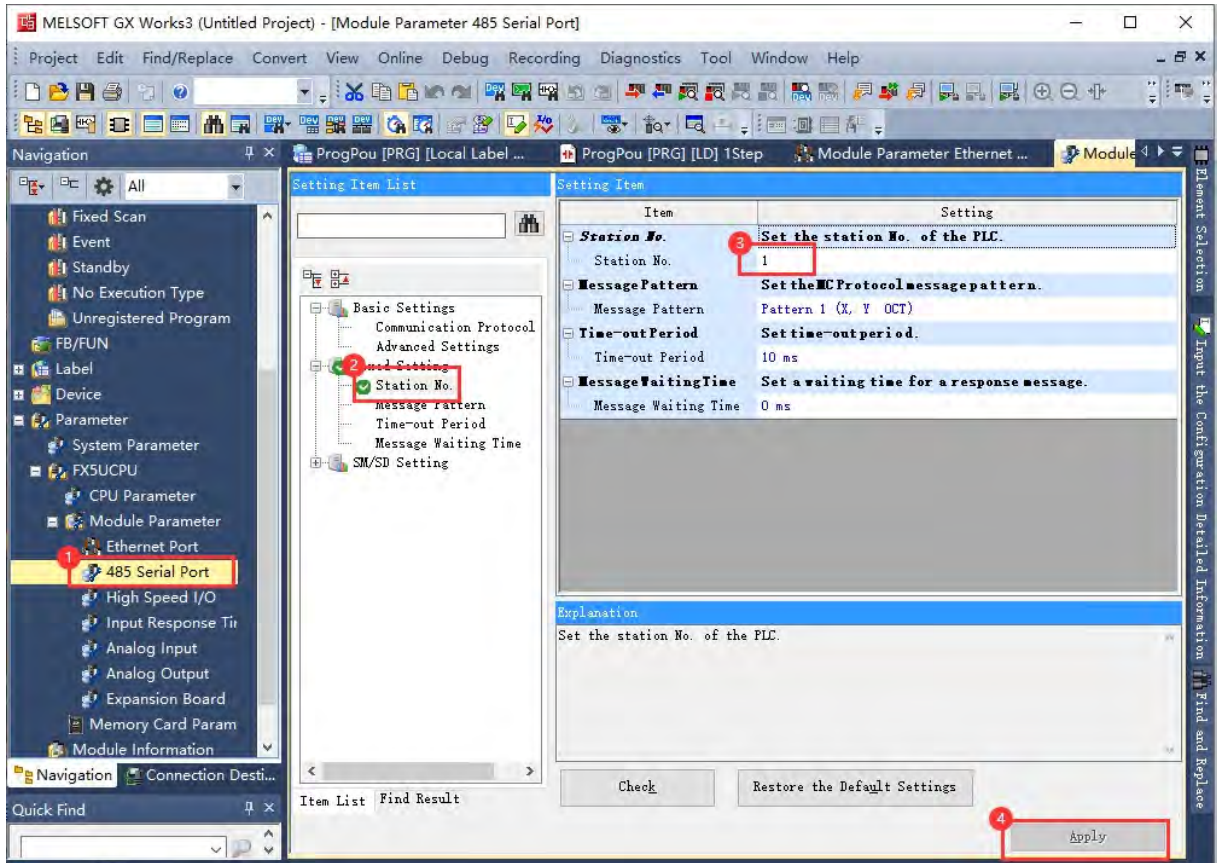 MELSOFT GX Works3 (Untitled Project) - [Module Parameter 485 Serial Port]
Project Edit Find/Replace Convert View Online Debug Recording Diagnostics Tool Window Help
Navigation
ProgPou [PRG] [Local Label ...
ProgPou [PRG] [LD] 1Step
Module Parameter Ethernet ...
Module
All
Fixed Scan
Event
Standby
No Execution Type
Unregistered Program
FB/FUN
Label
Device
Parameter
System Parameter
FX5UCPU
CPU Parameter
Module Parameter
Ethernet Port
1
485 Serial Port
High Speed I/O
Input Response Tir
Analog Input
Analog Output
Expansion Board
Memory Card Param
Module Information
Navigation
Connection Desti...
Quick Find
Setting Item List
Basic Settings
Communication Protocol
Advanced Settings
2
Setting
Station No.
Message Pattern
Time-out Period
Message Waiting Time
SM/SD Setting
Item List
Find Result
Setting Item
Item Setting
Station No. Set the station No. of the PLC.
3
Station No. 1
Message Pattern Set the MC Protocol message pattern.
Message Pattern Pattern 1 (X, Y OCT)
Time-out Period Set time-out period.
Time-out Period 10 ms
Message Waiting Time Set a waiting time for a response message.
Message Waiting Time 0 ms
Explanation
Set the station No. of the PLC.
Check
Restore the Default Settings
4
Apply
Element Selection
Input the Configuration Detailed Information
Find and Replace